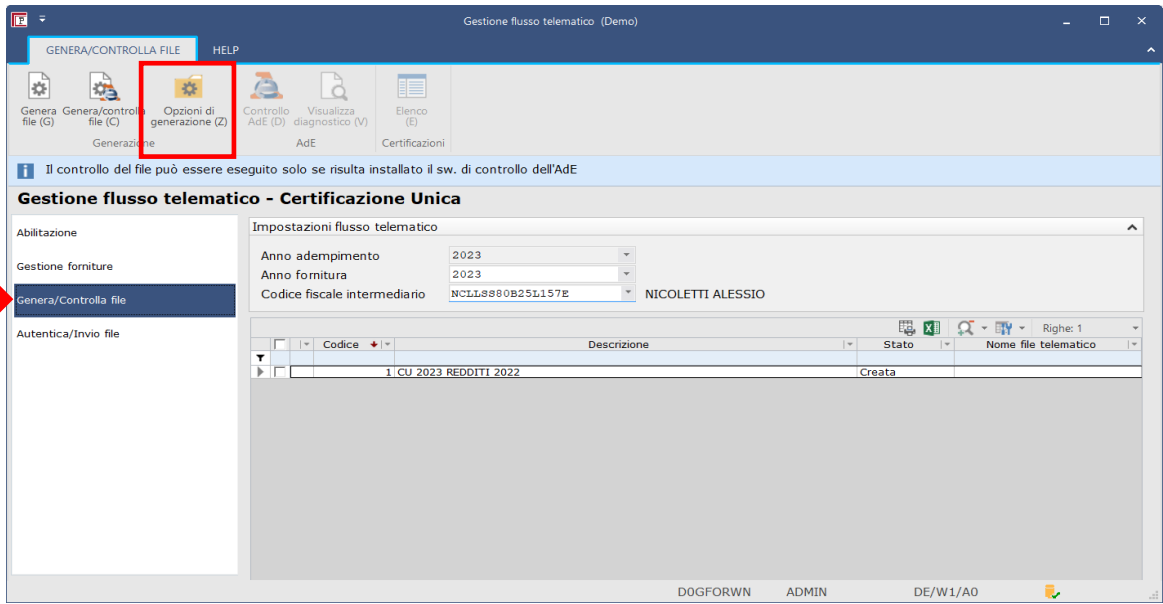 Gestione flusso telematico (Demo)
GENERA/CONTROLLA FILE HELP
Genera file (G)
Genera/controlla file (C)
Opzioni di generazione (Z)
Controllo AdE (D)
Visualizza diagnostico (V)
Elenco (E)
Generazione AdE Certificazioni
Il controllo del file può essere eseguito solo se risulta installato il sw. di controllo dell'AdE
Gestione flusso telematico - Certificazione Unica
Abilitazione
Gestione forniture
Genera/Controlla file
Autentica/Invio file
Impostazioni flusso telematico
Anno adempimento 2023
Anno fornitura 2023
Codice fiscale intermediario NCLLSS80B25L157E NICOLETTI ALESSIO
Righe: 1
Codice Descrizione Stato Nome file telematico
1 CU 2023 REDDITI 2022 Creata
D0GFORWN ADMIN DE/W1/A0